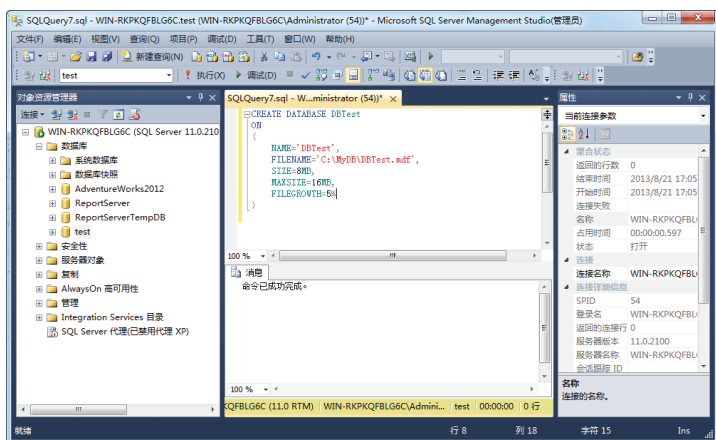 SQLQuery7.sql - WIN-RKPKQFBLG6C.test (WIN-RKPKQFBLG6C\Administrator (54))* - Microsoft SQL Server Management Studio(管理员)
文件(F) 编辑(E) 视图(V) 查询(Q) 项目(P) 调试(D) 工具(T) 窗口(W) 帮助(H)
新建查询(N)
test 执行(X) 调试(D)
对象资源管理器
连接
WIN-RKPKQFBLG6C (SQL Server 11.0.210
数据库
系统数据库
数据库快照
AdventureWorks2012
ReportServer
ReportServerTempDB
test
安全性
服务器对象
复制
AlwaysOn 高可用性
管理
Integration Services 目录
SQL Server 代理(已禁用代理 XP)
SQLQuery7.sql - W...ministrator (54))*
CREATE DATABASE DBTest
ON
(
NAME='DBTest',
FILENAME='C:\MyDB\DBTest.mdf',
SIZE=8MB,
MAXSIZE=16MB,
FILEGROWTH=5%
)
100 %
消息
命令已成功完成。
100 %
KQFBLG6C (11.0 RTM) WIN-RKPKQFBLG6C\Admini... test 00:00:00 0 行
属性
当前连接参数
聚合状态
返回的行数 0
结束时间 2013/8/21 17:05
开始时间 2013/8/21 17:05
连接失败
名称 WIN-RKPKQFBL
占用时间 00:00:00.597
状态 打开
连接
连接名称 WIN-RKPKQFBL
连接详细信息
SPID 54
登录名 WIN-RKPKQFBL
返回的连接行 0
服务器版本 11.0.2100
服务器名称 WIN-RKPKQFBL
会话跟踪 ID
名称
连接的名称。
就绪 行 8 列 18 字符 15 Ins